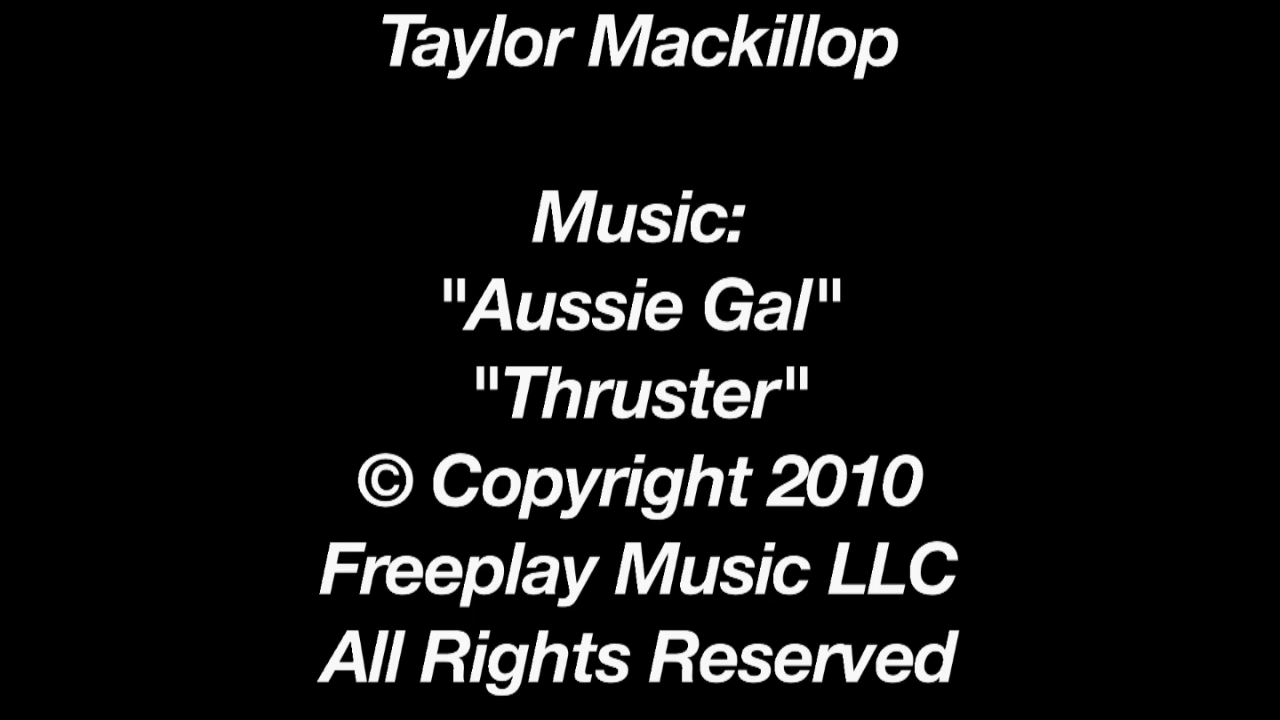 Taylor Mackillop
Music:
"Aussie Gal"
"Thruster"
© Copyright 2010
Freeplay Music LLC
All Rights Reserved